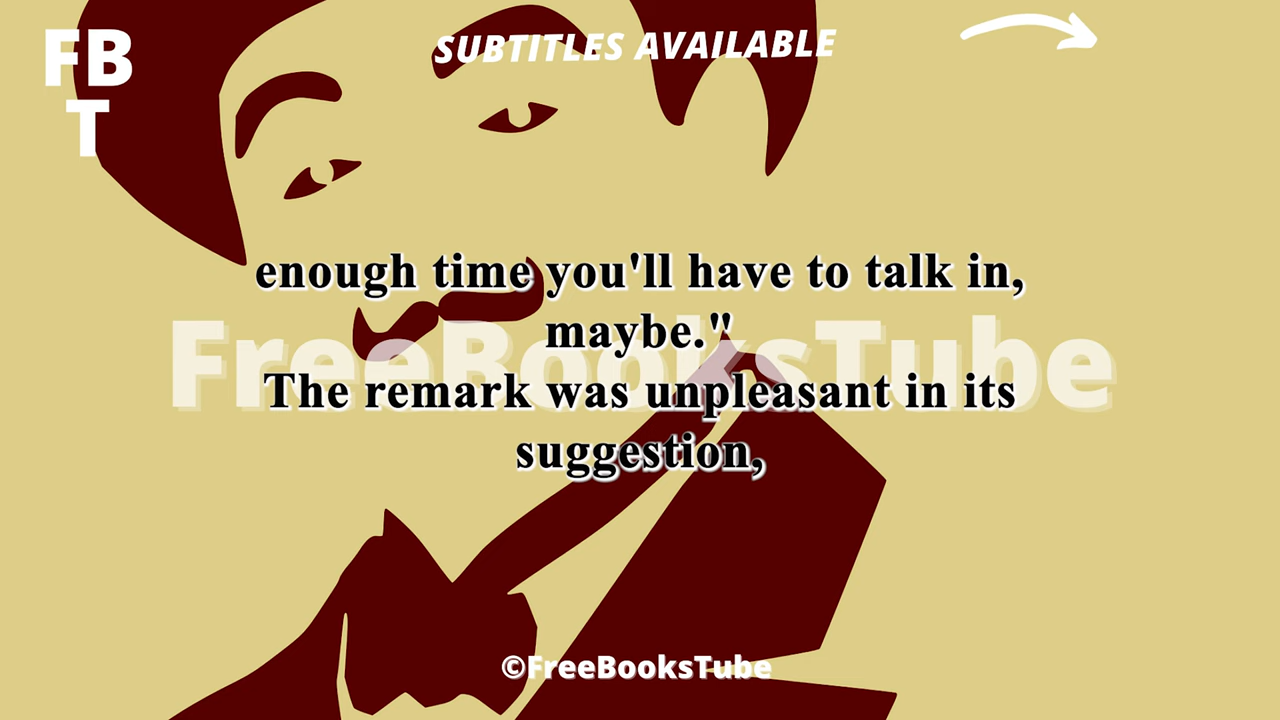 FB
T
SUBTITLES AVAILABLE
enough time you'll have to talk in,
maybe."
FreeBooksTube
The remark was unpleasant in its
suggestion,
©FreeBooksTube